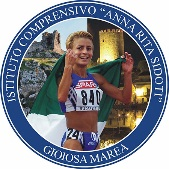 ISTITUTO COMPRENSIVO "ANNA RITA SIDOTI"
GIOIOSA MAREA
840